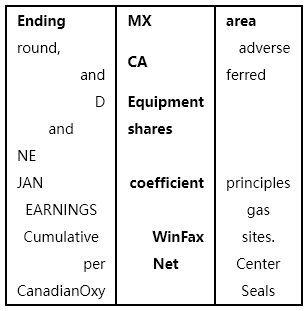 Ending MX area
round, adverse
CA
and ferred
D Equipment
and shares
NE
JAN coefficient principles
EARNINGS gas
Cumulative WinFax sites.
per Net Center
CanadianOxy Seals